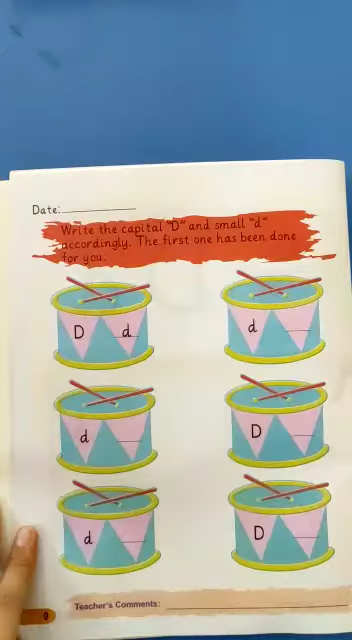 Date:
Write the capital "D" and small "d"
accordingly. The first one has been done
for you.
D d
d
d
D
d
D
Teacher's Comments:
9